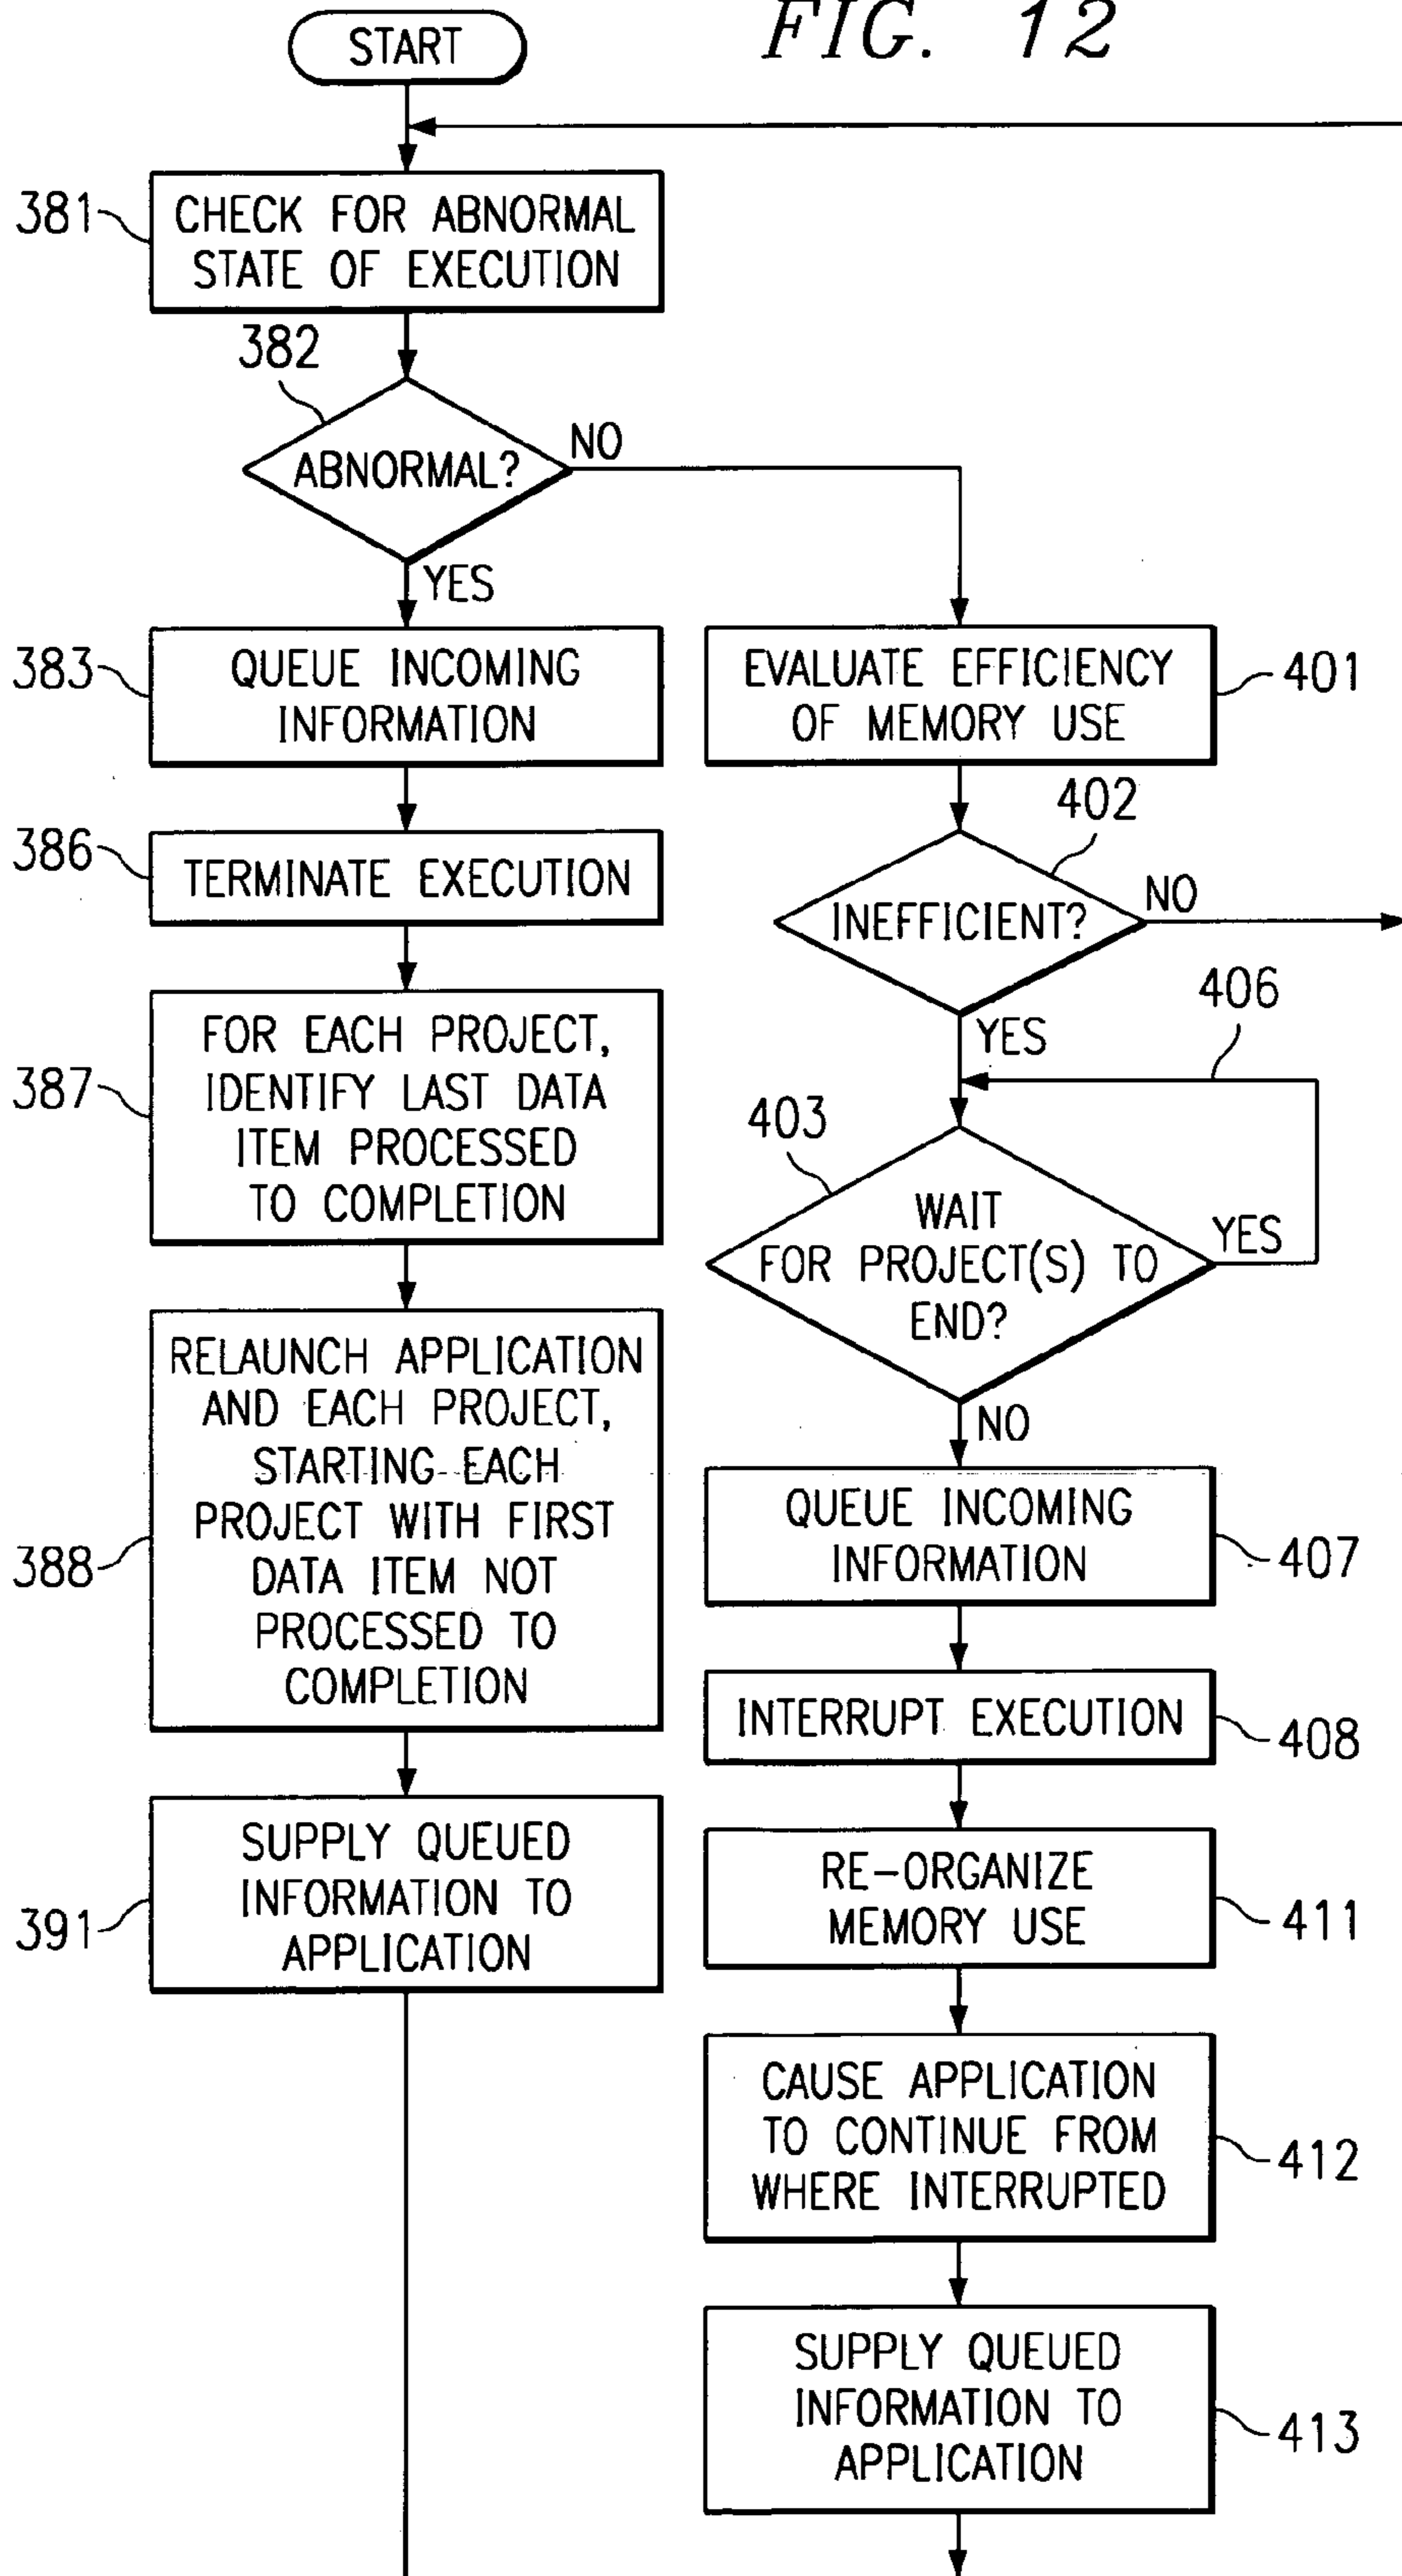 FIG. 12
START
381
CHECK FOR ABNORMAL
STATE OF EXECUTION
382
ABNORMAL?
NO
YES
383
QUEUE INCOMING
INFORMATION
386
TERMINATE EXECUTION
387
FOR EACH PROJECT,
IDENTIFY LAST DATA
ITEM PROCESSED
TO COMPLETION
388
RELAUNCH APPLICATION
AND EACH PROJECT,
STARTING EACH
PROJECT WITH FIRST
DATA ITEM NOT
PROCESSED TO
COMPLETION
391
SUPPLY QUEUED
INFORMATION TO
APPLICATION
EVALUATE EFFICIENCY
OF MEMORY USE
401
402
INEFFICIENT?
NO
YES
406
403
WAIT
FOR PROJECT(S) TO
END?
YES
NO
QUEUE INCOMING
INFORMATION
407
INTERRUPT EXECUTION
408
RE-ORGANIZE
MEMORY USE
411
CAUSE APPLICATION
TO CONTINUE FROM
WHERE INTERRUPTED
412
SUPPLY QUEUED
INFORMATION TO
APPLICATION
413